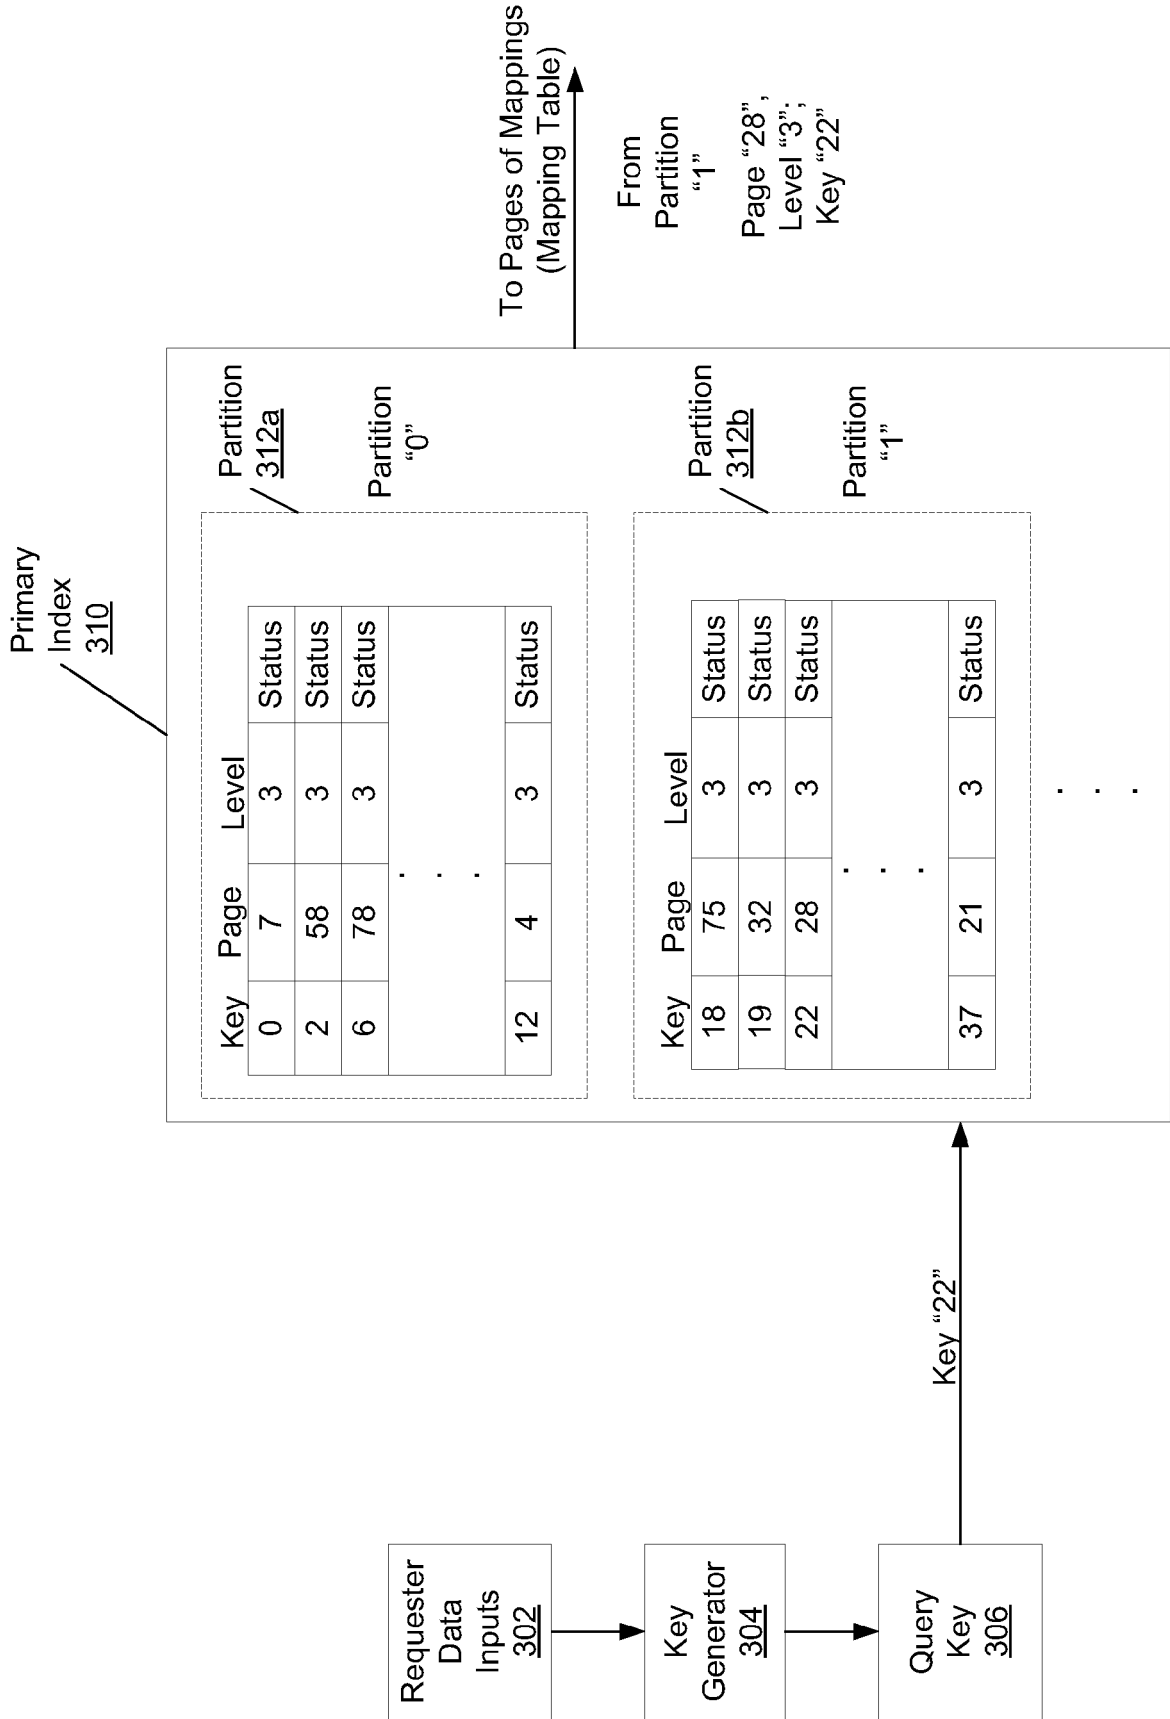 Requester
Data
Inputs
302
Key
Generator
304
Query
Key
306
Key “22”
Primary
Index
310
Key Page Level
0 7 3 Status
2 58 3 Status
6 78 3 Status
. . .
12 4 3 Status
Partition
312a
Partition
“0”
Key Page Level
18 75 3 Status
19 32 3 Status
22 28 3 Status
. . .
37 21 3 Status
Partition
312b
Partition
“1”
. . .
To Pages of Mappings
(Mapping Table)
From
Partition
“1”
Page “28”,
Level “3”;
Key “22”